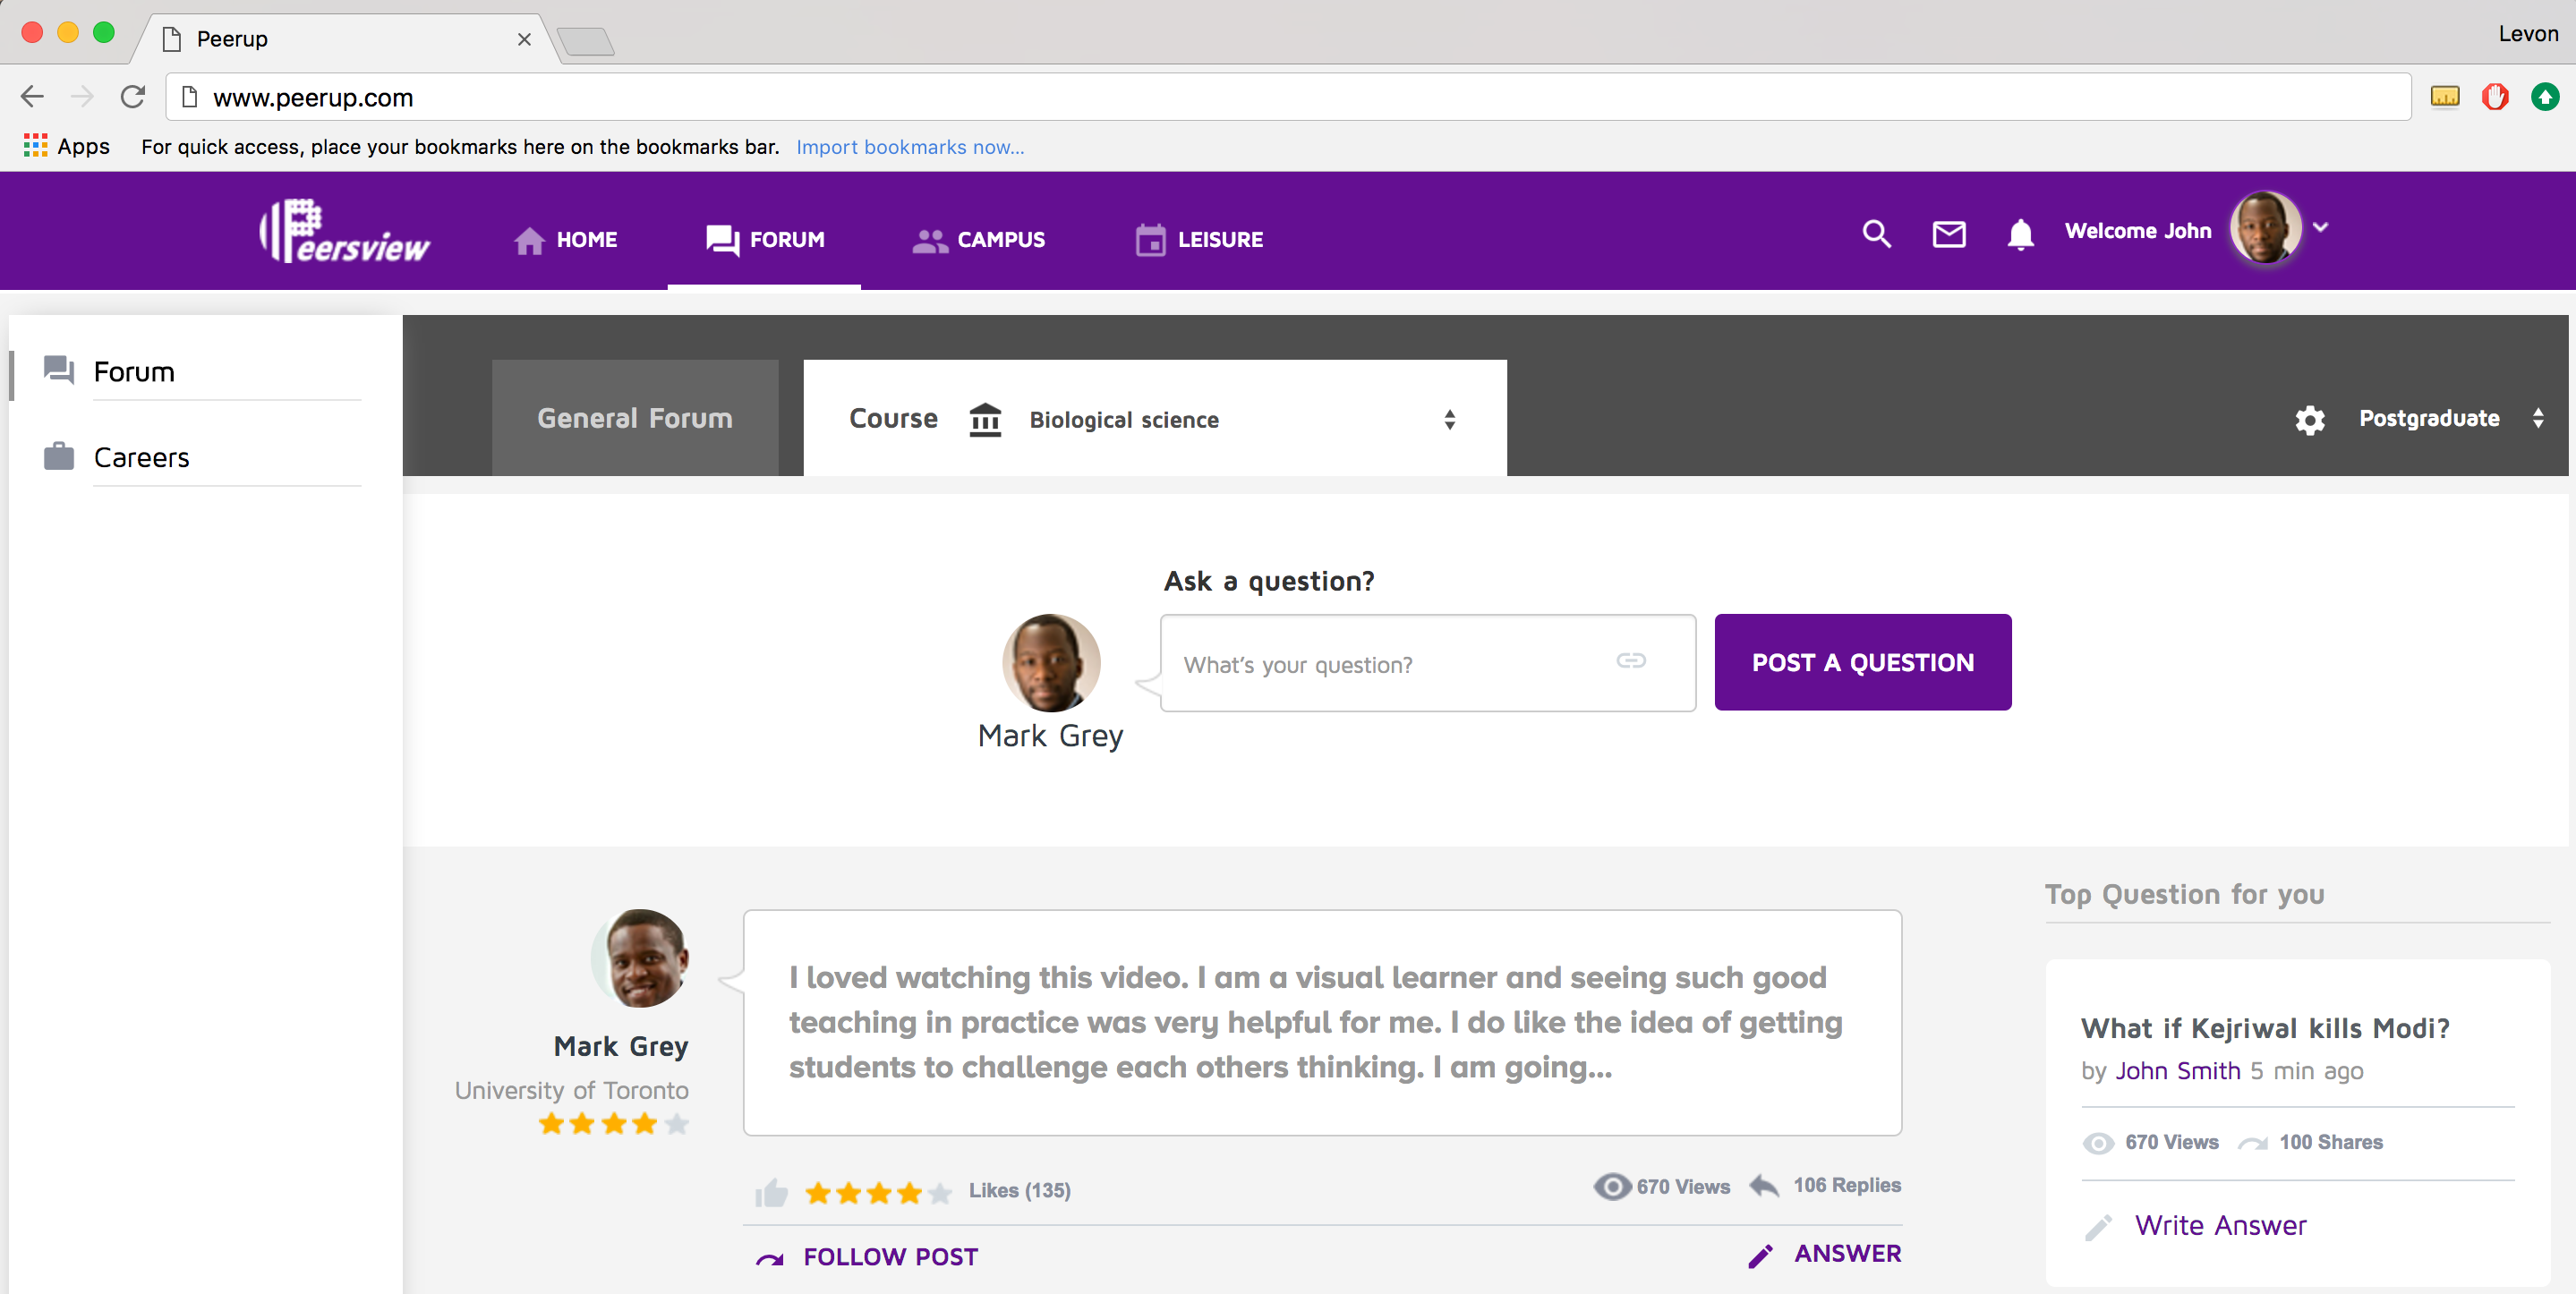 Peerup
Levon
www.peerup.com
Apps
For quick access, place your bookmarks here on the bookmarks bar. Import bookmarks now...
Peersview
HOME
FORUM
CAMPUS
LEISURE
Welcome John
Forum
Careers
General Forum
Course
Biological science
Postgraduate
Ask a question?
What's your question?
POST A QUESTION
Mark Grey
Mark Grey
University of Toronto
I loved watching this video. I am a visual learner and seeing such good
teaching in practice was very helpful for me. I do like the idea of getting
students to challenge each others thinking. I am going...
Likes (135)
670 Views
106 Replies
FOLLOW POST
ANSWER
Top Question for you
What if Kejriwal kills Modi?
by John Smith 5 min ago
670 Views
100 Shares
Write Answer